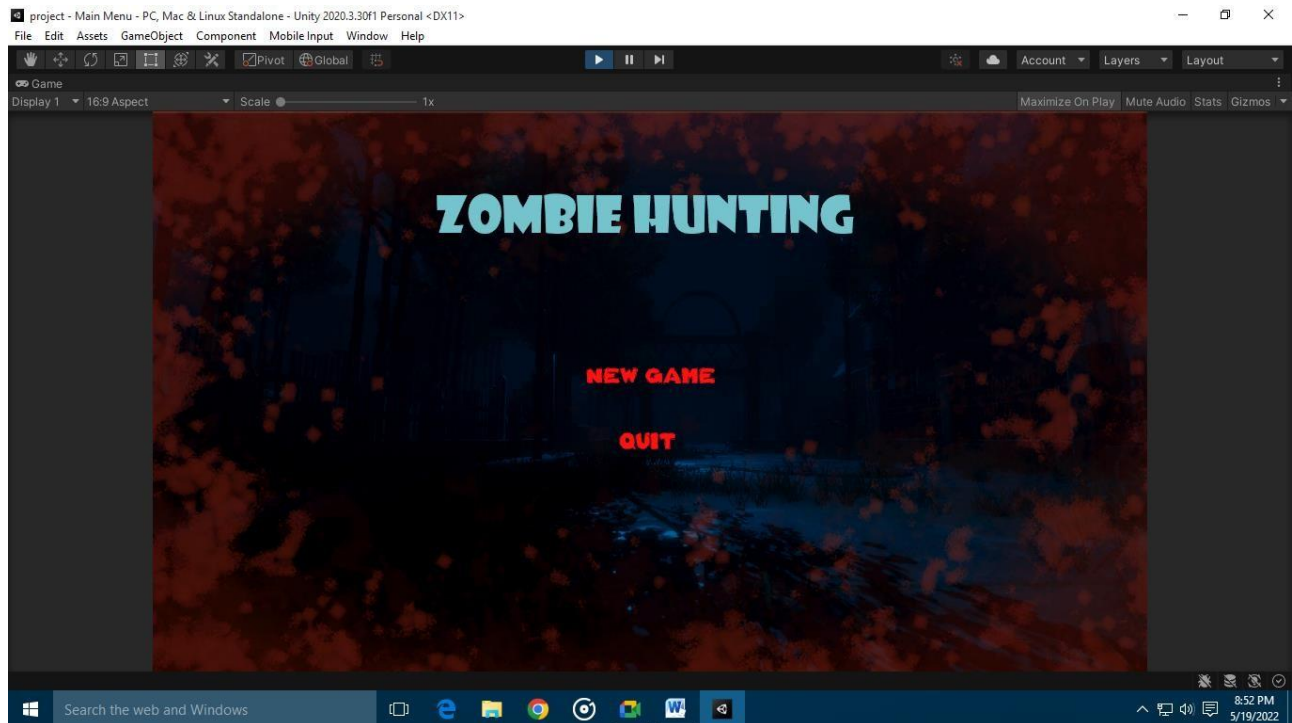 project - Main Menu - PC, Mac & Linux Standalone - Unity 2020.3.30f1 Personal <DX11>
File Edit Assets GameObject Component Mobile Input Window Help
Pivot Global Account Layers Layout
Game
Display 1 16:9 Aspect Scale 1x Maximize On Play Mute Audio Stats Gizmos
ZOMBIE HUNTING
NEW GAME
QUIT
Search the web and Windows
8:52 PM
5/19/2022